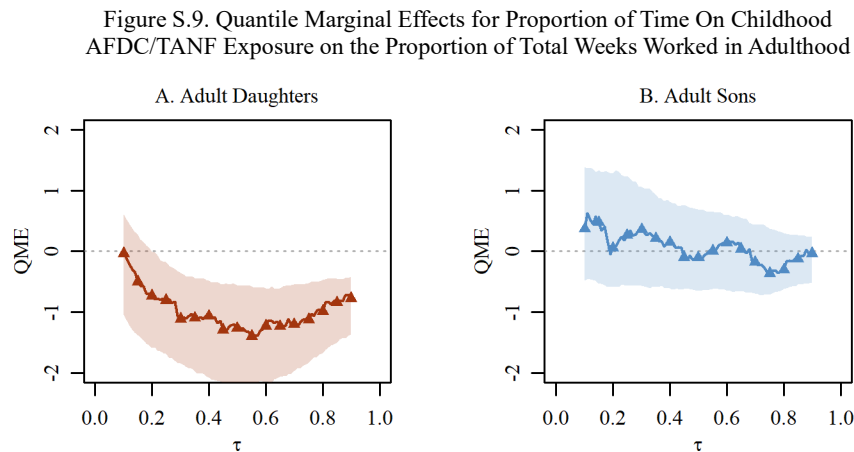 Figure S.9. Quantile Marginal Effects for Proportion of Time On Childhood
AFDC/TANF Exposure on the Proportion of Total Weeks Worked in Adulthood
A. Adult Daughters
2
1
0
-1
-2
QME
0.0 0.2 0.4 0.6 0.8 1.0
τ
B. Adult Sons
2
1
0
-1
-2
QME
0.0 0.2 0.4 0.6 0.8 1.0
τ